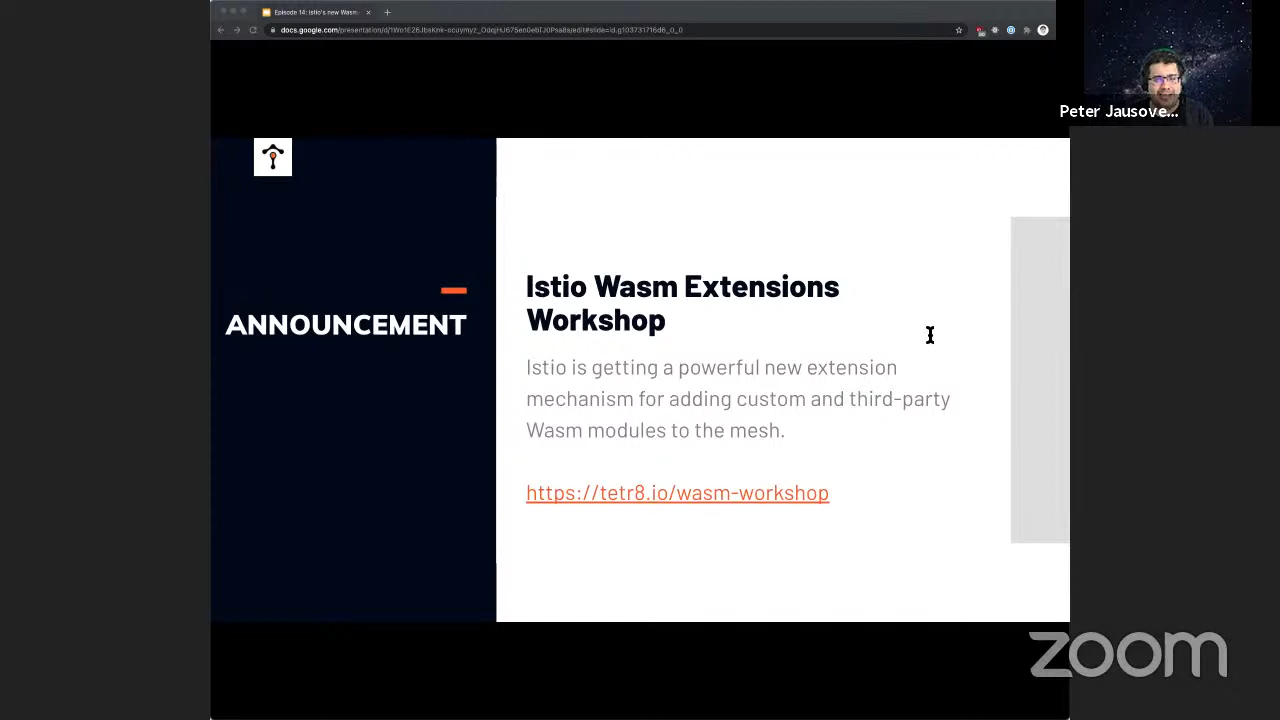 Episode 14: Istio's new Wasm
Peter Jausove...
ANNOUNCEMENT
Istio Wasm Extensions
Workshop
Istio is getting a powerful new extension
mechanism for adding custom and third-party
Wasm modules to the mesh.
https://tetr8.io/wasm-workshop
zoom